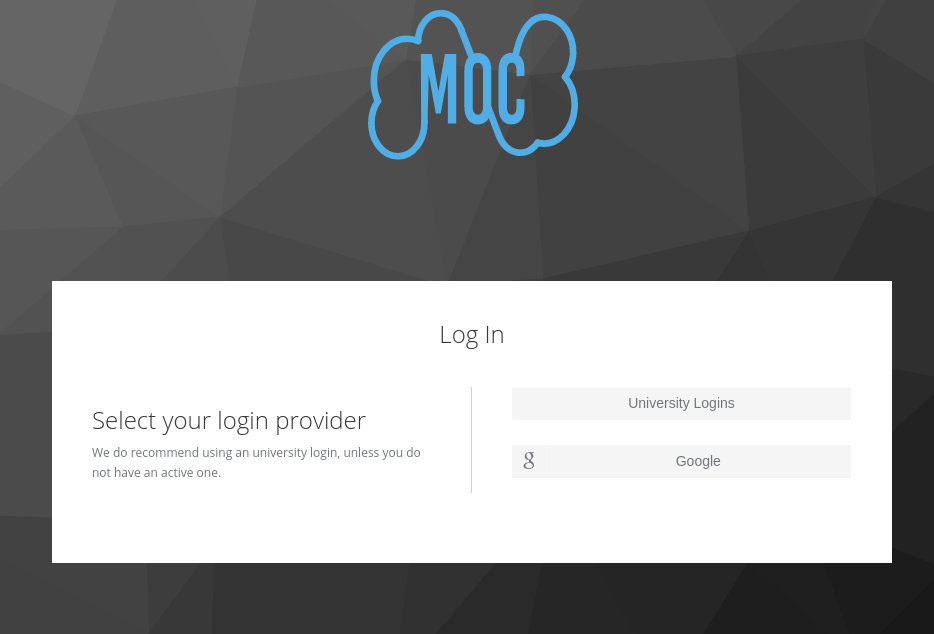 MOC
Log In
Select your login provider
We do recommend using an university login, unless you do
not have an active one.
University Logins
g Google